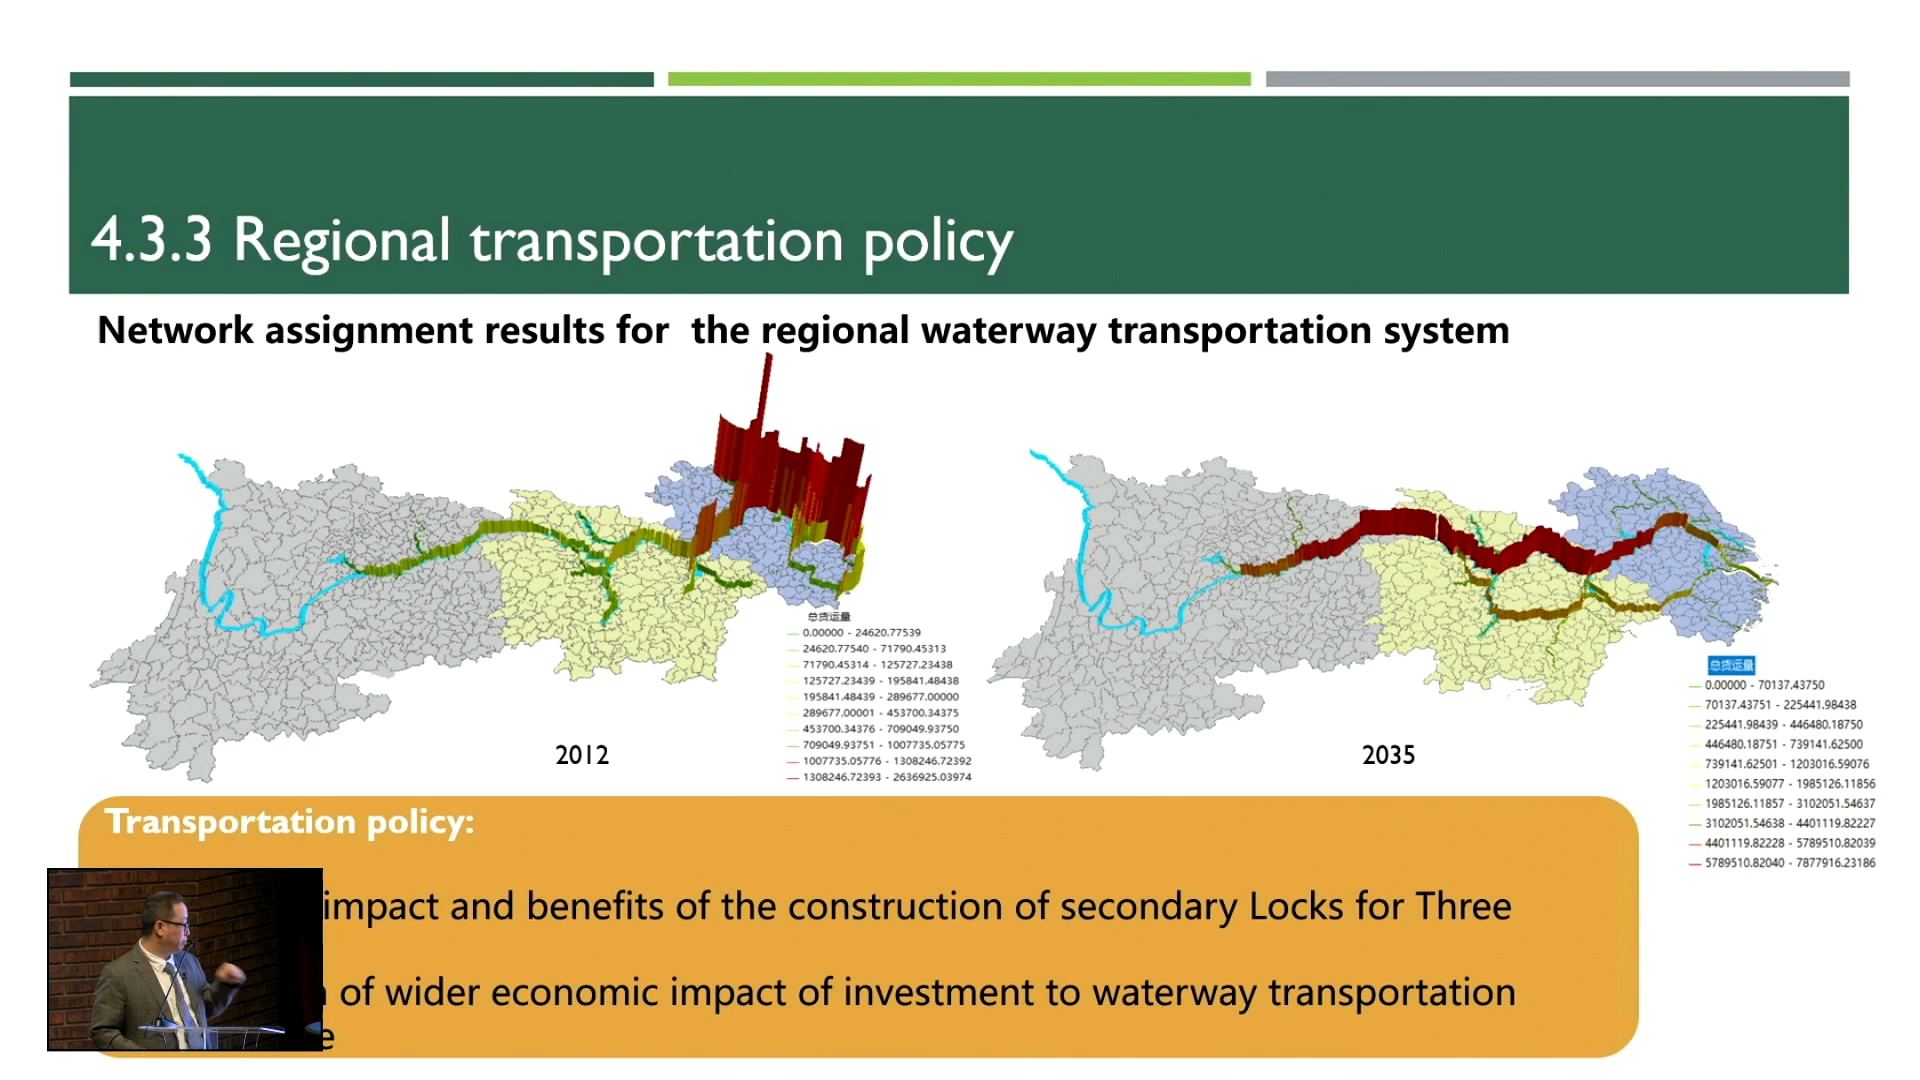 4.3.3 Regional transportation policy
Network assignment results for the regional waterway transportation system
总货运量
0.00000 - 24620.77539
24620.77540 - 71790.45313
71790.45314 - 125727.23438
125727.23439 - 195841.48438
195841.48439 - 289677.00000
289677.00001 - 453700.34375
453700.34376 - 709049.93750
709049.93751 - 1007735.05775
1007735.05776 - 1308246.72392
1308246.72393 - 2636925.03974
2012
总货运量
0.00000 - 70137.43750
70137.43751 - 225441.98438
225441.98439 - 446480.18750
446480.18751 - 739141.62500
739141.62501 - 1203016.59076
1203016.59077 - 1985126.11856
1985126.11857 - 3102051.54637
3102051.54638 - 4401119.82227
4401119.82228 - 5789510.82039
5789510.82040 - 7877916.23186
2035
Transportation policy:
impact and benefits of the construction of secondary Locks for Three
of wider economic impact of investment to waterway transportation